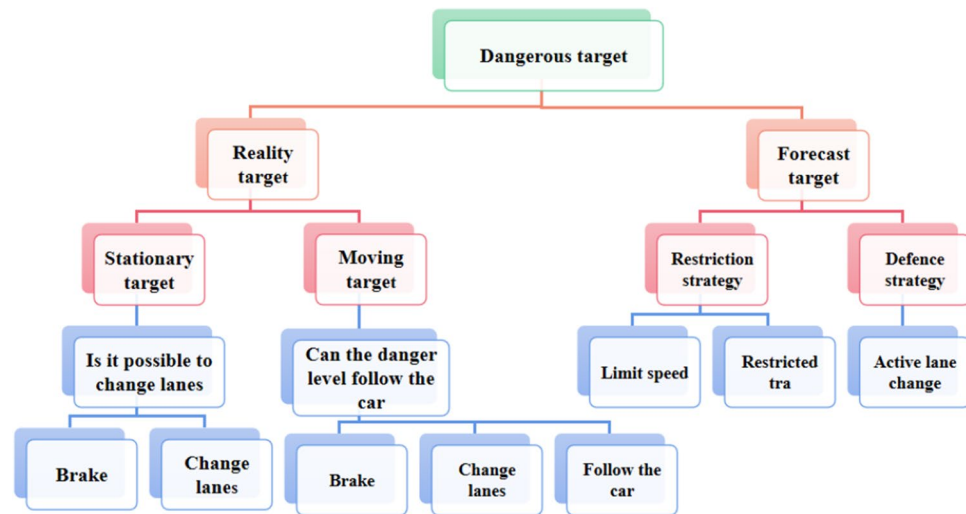 Dangerous target
Reality
target
Forecast
target
Stationary
target
Moving
target
Restriction
strategy
Defence
strategy
Is it possible to
change lanes
Can the danger
level follow the
car
Limit speed
Restricted
tra
Active lane
change
Brake
Change
lanes
Brake
Change
lanes
Follow the
car